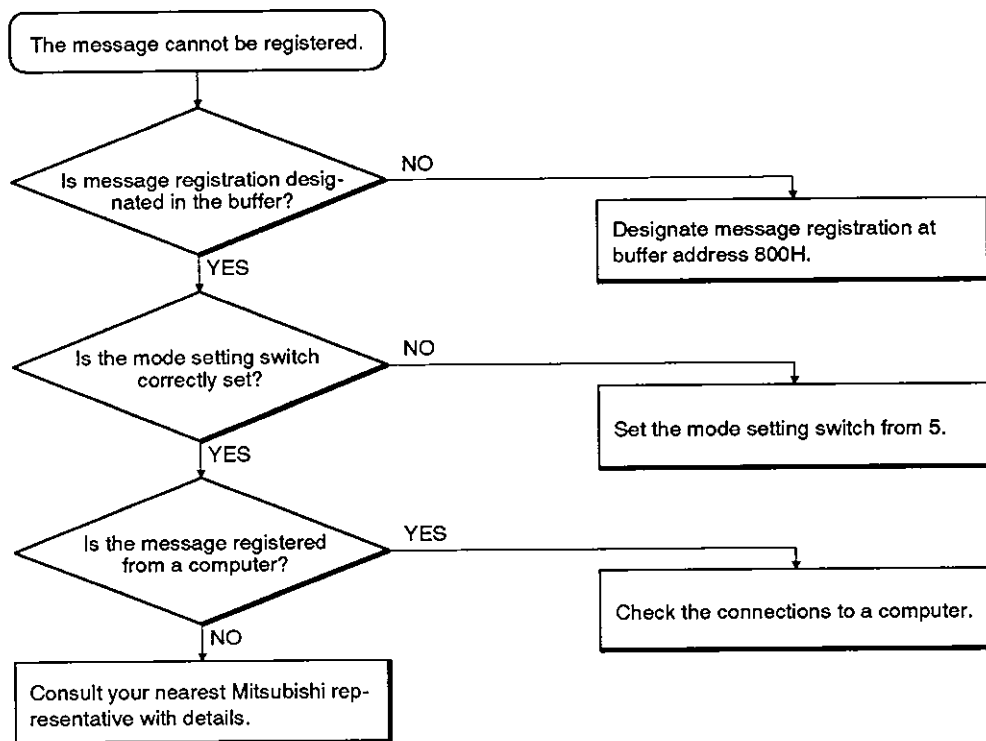 The message cannot be registered.
Is message registration desig-
nated in the buffer?
NO
Designate message registration at
buffer address 800H.
YES
Is the mode setting switch
correctly set?
NO
Set the mode setting switch from 5.
YES
Is the message registered
from a computer?
YES
Check the connections to a computer.
NO
Consult your nearest Mitsubishi rep-
resentative with details.